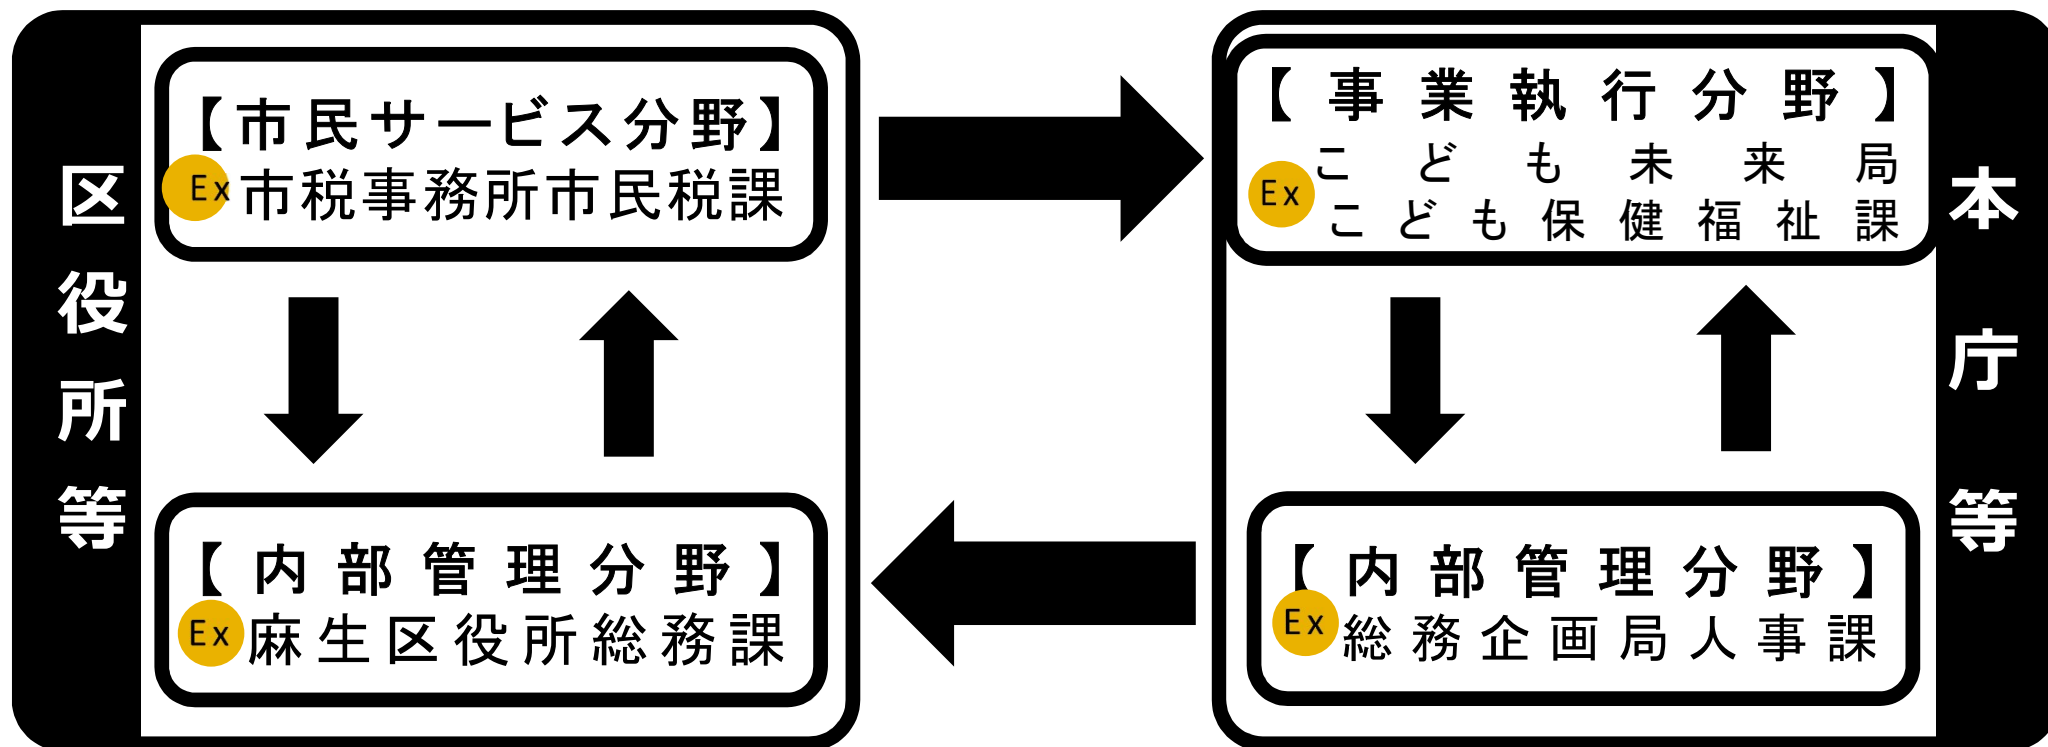 区役所等
【市民サービス分野】
Ex 市税事務所市民税課
【内部管理分野】
Ex 麻生区役所総務課
【事業執行分野】
Ex こども未来局
こども保健福祉課
【内部管理分野】
Ex 総務企画局人事課
本庁等